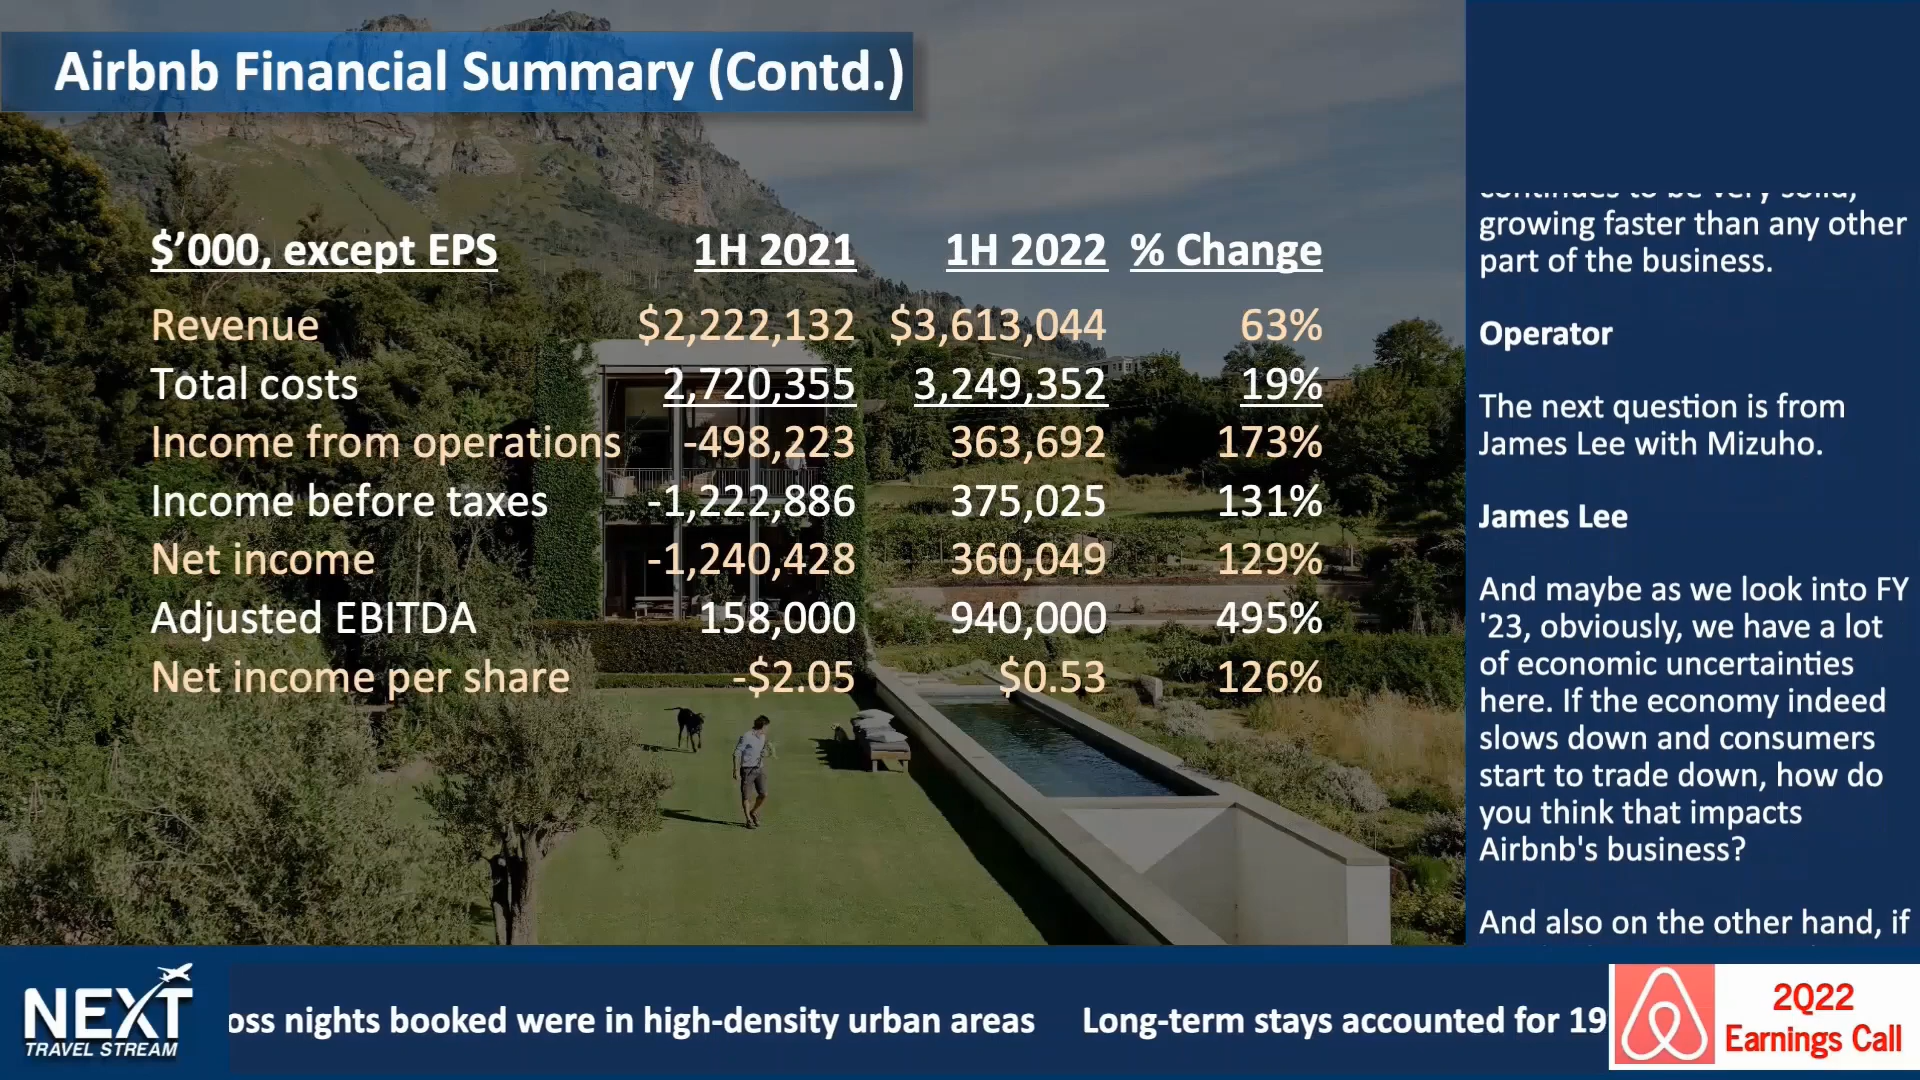 Airbnb Financial Summary (Contd.)
$’000, except EPS 1H 2021 1H 2022 % Change
Revenue $2,222,132 $3,613,044 63%
Total costs 2,720,355 3,249,352 19%
Income from operations -498,223 363,692 173%
Income before taxes -1,222,886 375,025 131%
Net income -1,240,428 360,049 129%
Adjusted EBITDA 158,000 940,000 495%
Net income per share -$2.05 $0.53 126%
continues to be very solid,
growing faster than any other
part of the business.
Operator
The next question is from
James Lee with Mizuho.
James Lee
And maybe as we look into FY
'23, obviously, we have a lot
of economic uncertainties
here. If the economy indeed
slows down and consumers
start to trade down, how do
you think that impacts
Airbnb's business?
And also on the other hand, if
NEXT
TRAVEL STREAM
oss nights booked were in high-density urban areas Long-term stays accounted for 19
2Q22
Earnings Call